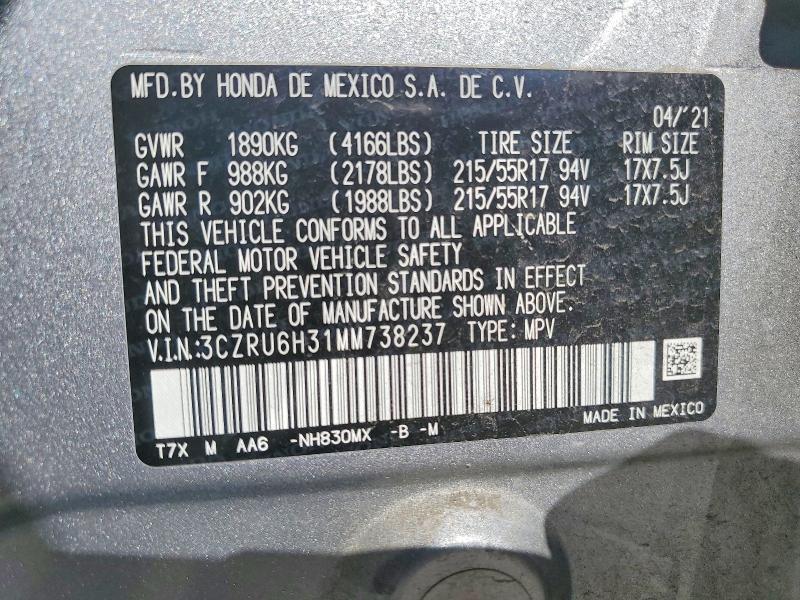 MFD.BY HONDA DE MEXICO S.A. DE C.V.
04/'21
GVWR 1890KG (4166LBS) TIRE SIZE RIM SIZE
GAWR F 988KG (2178LBS) 215/55R17 94V 17X7.5J
GAWR R 902KG (1988LBS) 215/55R17 94V 17X7.5J
THIS VEHICLE CONFORMS TO ALL APPLICABLE
FEDERAL MOTOR VEHICLE SAFETY
AND THEFT PREVENTION STANDARDS IN EFFECT
ON THE DATE OF MANUFACTURE SHOWN ABOVE.
V.I.N.:3CZRU6H31MM738237 TYPE: MPV
MADE IN MEXICO
T7X M AA6 -NH830MX -B -M